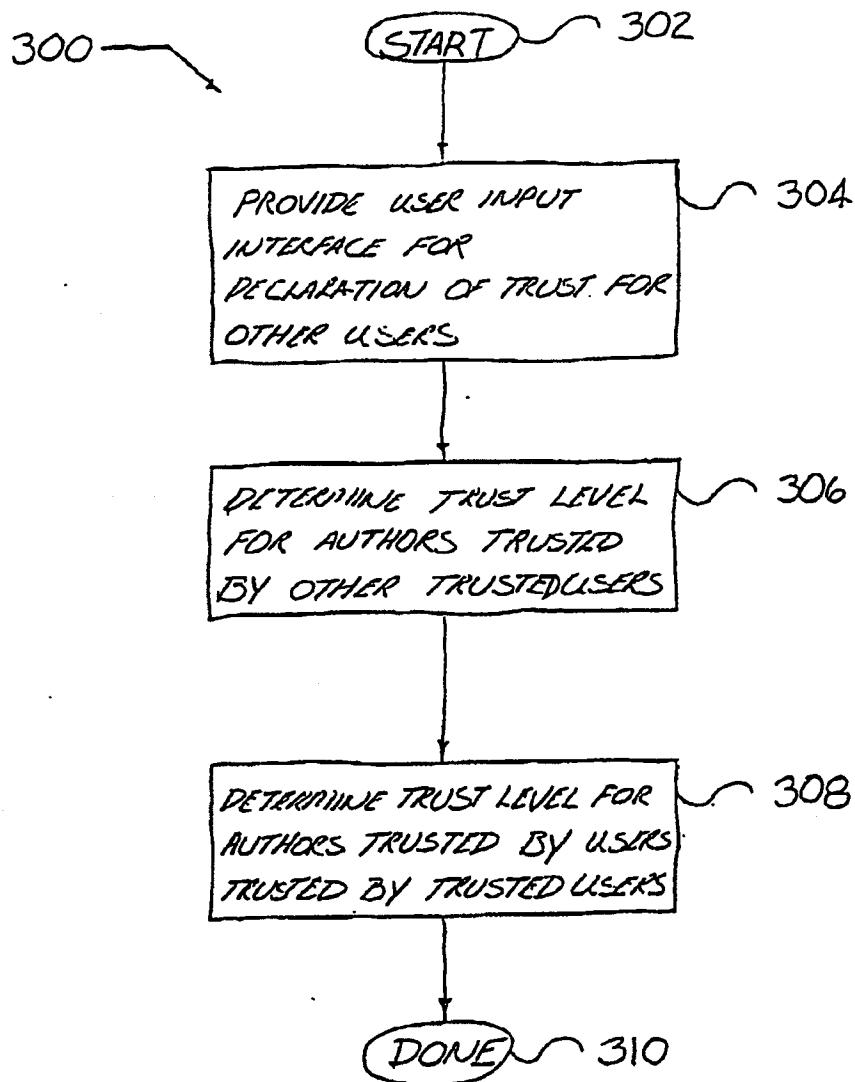 300
START
302
PROVIDE USER INPUT
INTERFACE FOR
DECLARATION OF TRUST FOR
OTHER USERS
304
DETERMINE TRUST LEVEL
FOR AUTHORS TRUSTED
BY OTHER TRUSTED USERS
306
DETERMINE TRUST LEVEL FOR
AUTHORS TRUSTED BY USERS
TRUSTED BY TRUSTED USERS
308
DONE
310